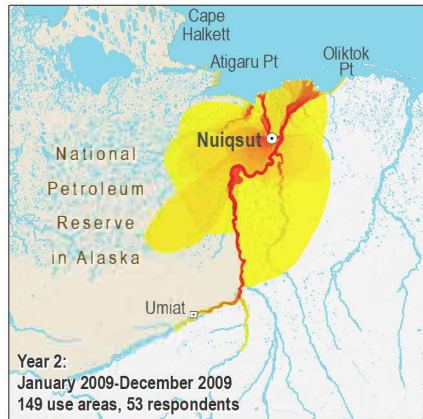 Cape
Halkett
Atigaru Pt
Oliktok
Pt
Nuiqsut
National
Petroleum
Reserve
in Alaska
Umiat
Year 2:
January 2009-December 2009
149 use areas, 53 respondents